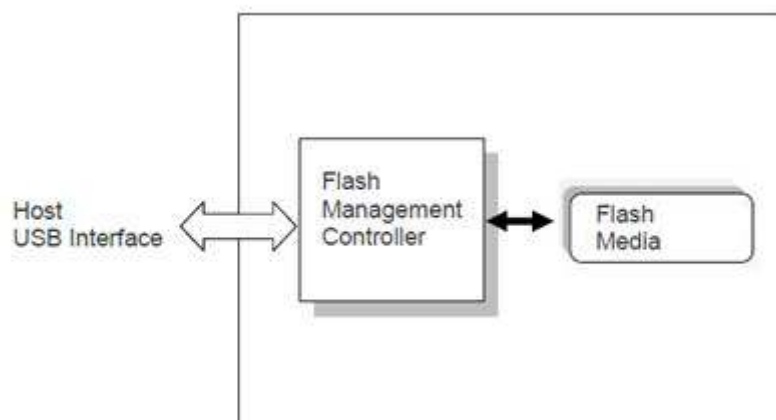 Host
USB Interface
Flash
Management
Controller
Flash
Media